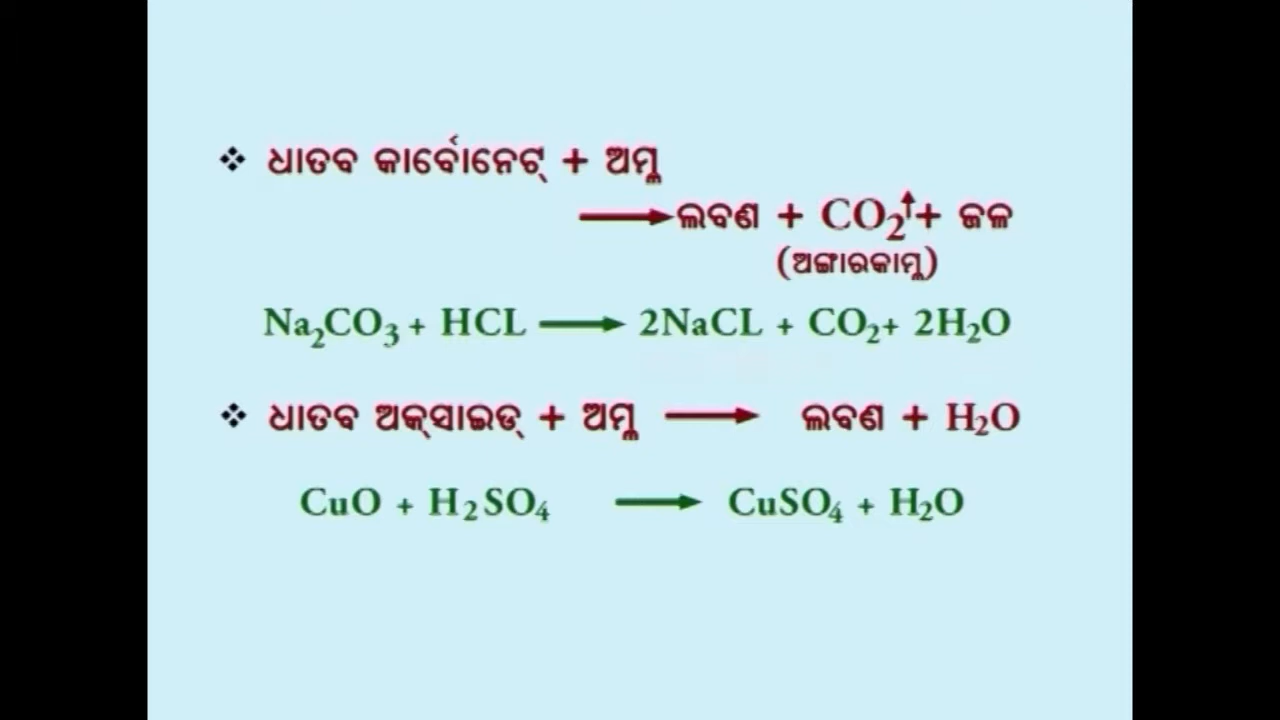 ❖ ଧାତବ କାର୍ବୋନେଟ୍ + ଅମ୍ଳ
⟶ ଲବଣ + CO₂↑ + ଜଳ
(ଅଙ୍ଗାରକାମ୍ଳ)
Na₂CO₃ + HCL ⟶ 2NaCL + CO₂ + 2H₂O
❖ ଧାତବ ଅକ୍‌ସାଇଡ୍ + ଅମ୍ଳ ⟶ ଲବଣ + H₂O
CuO + H₂SO₄ ⟶ CuSO₄ + H₂O